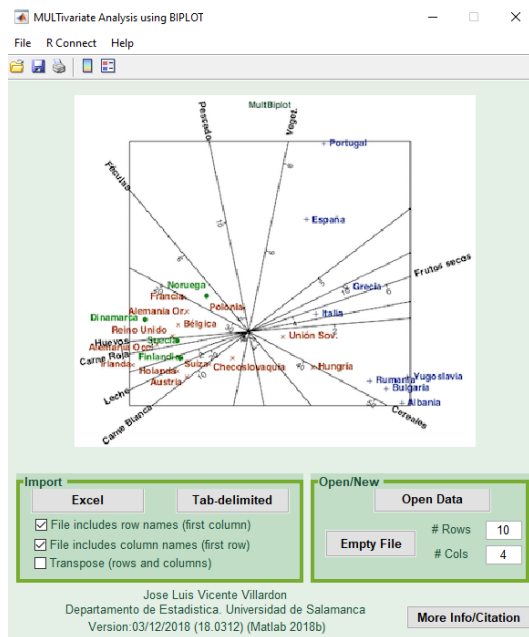 MULTivariate Analysis using BIPLOT
File R Connect Help
MultBiplot
Pescado
Veget.
Portugal
Féculas
España
Frutos secos
Noruega
Grecia
Francia
Polonia
Alemania Or.
Italia
Dinamarca
Bélgica
Reino Unido
Unión Sov.
Huevos
Suecia
Alemania Occ.
Carne Roja
Finlandia
Irlanda
Suiza
Checoslovaquia
Hungría
Holanda
Austria
Rumania
Yugoslavia
Bulgaria
Leche
Albania
Carne Blanca
Cereales
Import
Excel Tab-delimited
File includes row names (first column)
File includes column names (first row)
Transpose (rows and columns)
Open/New
Open Data
Empty File
# Rows 10
# Cols 4
Jose Luis Vicente Villardon
Departamento de Estadistica. Universidad de Salamanca
Version:03/12/2018 (18.0312) (Matlab 2018b)
More Info/Citation